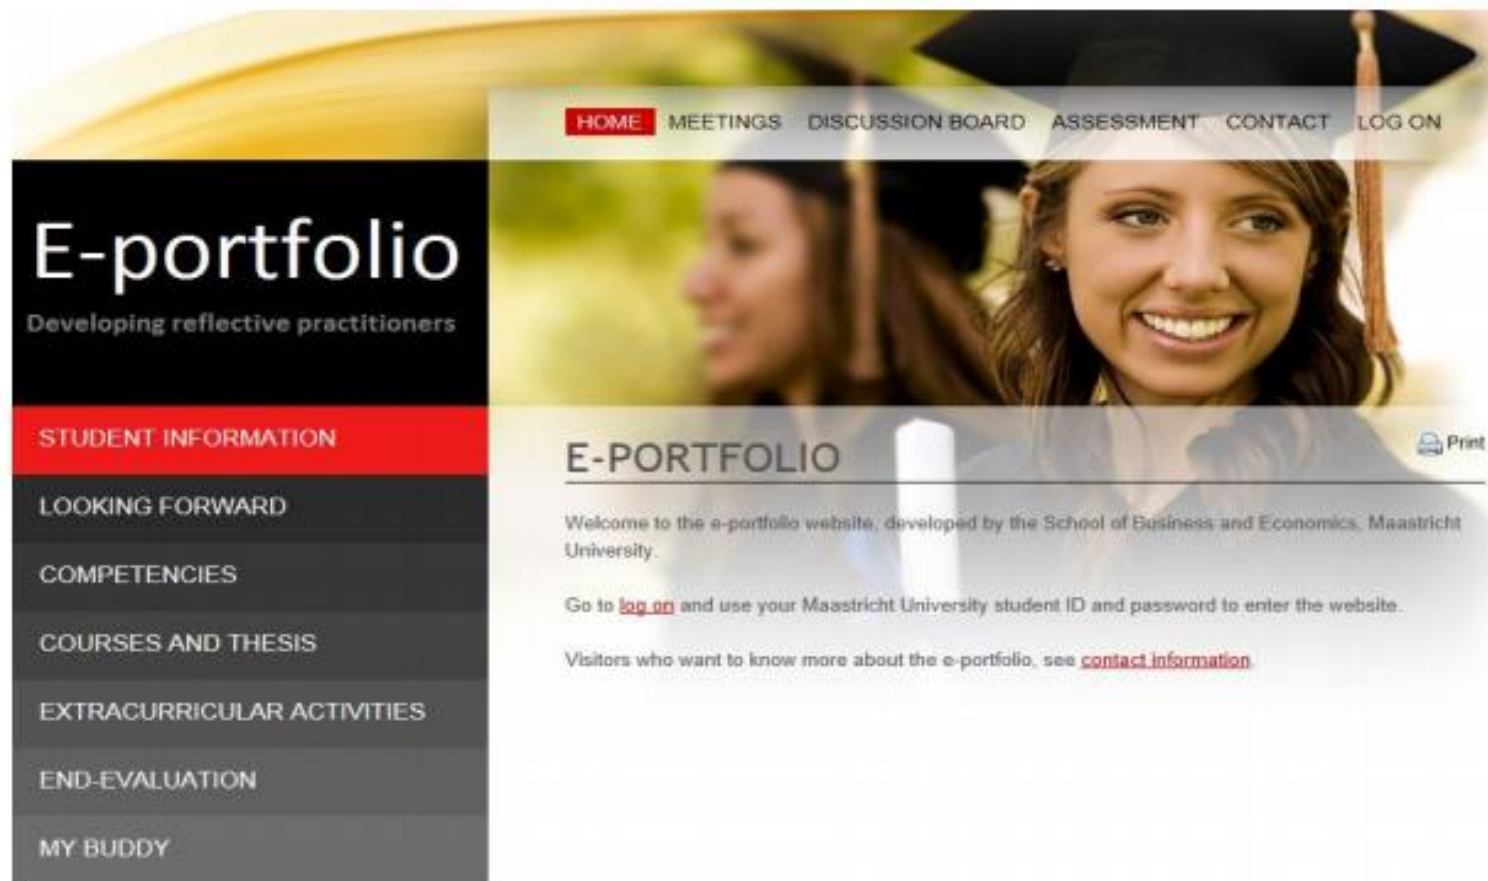 HOME MEETINGS DISCUSSION BOARD ASSESSMENT CONTACT LOG ON
E-portfolio
Developing reflective practitioners
STUDENT INFORMATION
LOOKING FORWARD
COMPETENCIES
COURSES AND THESIS
EXTRACURRICULAR ACTIVITIES
END-EVALUATION
MY BUDDY
E-PORTFOLIO
Print
Welcome to the e-portfolio website, developed by the School of Business and Economics, Maastricht
University.
Go to log on and use your Maastricht University student ID and password to enter the website.
Visitors who want to know more about the e-portfolio, see contact information.